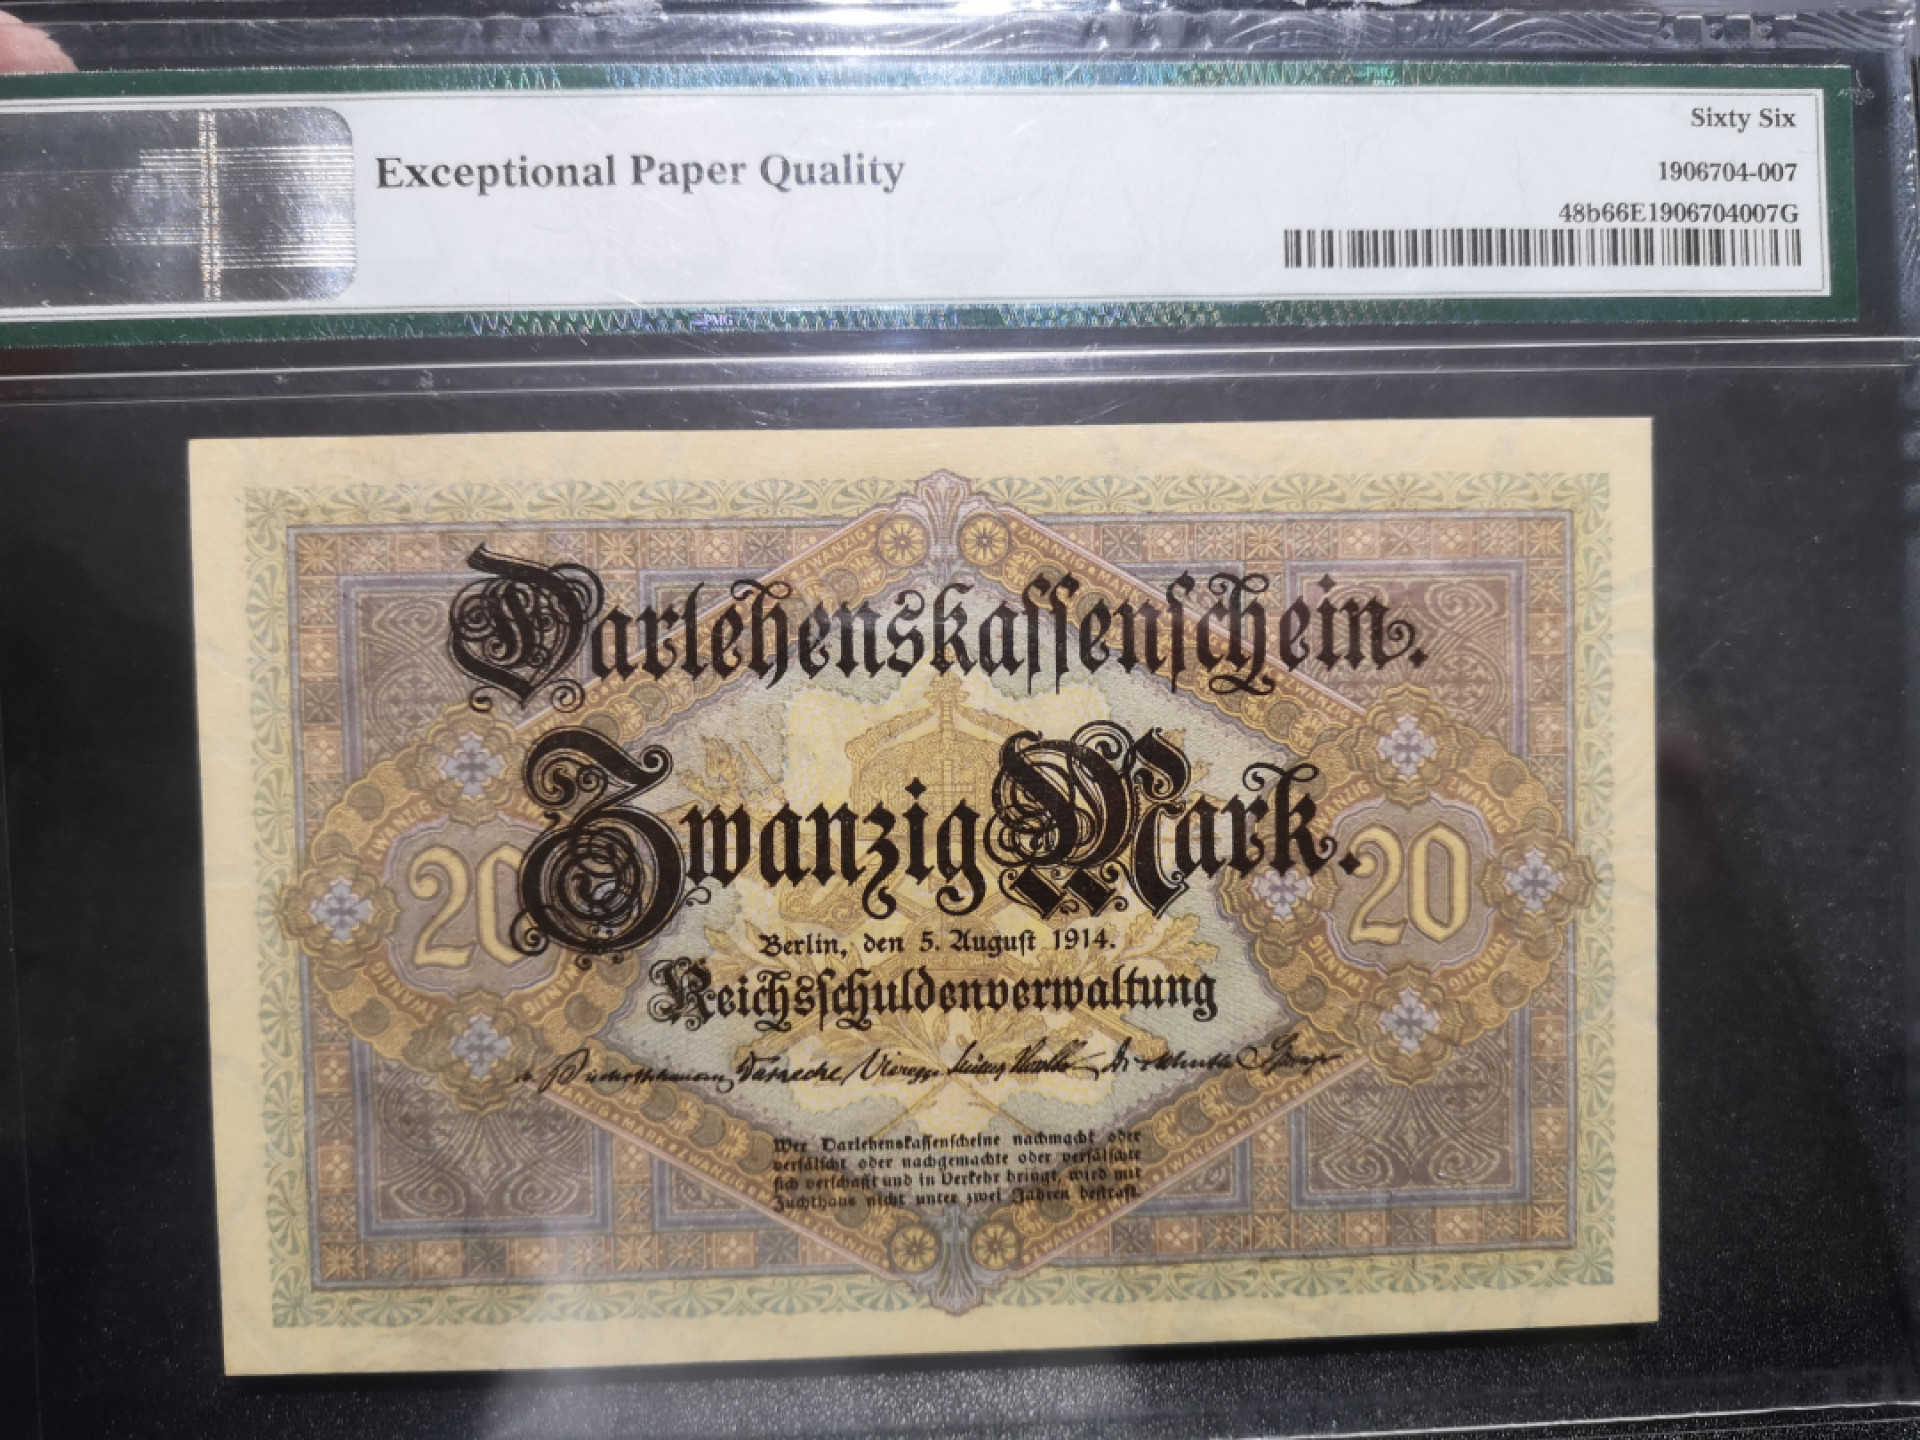 PMG
Sixty Six
Exceptional Paper Quality
1906704-007
48b66E1906704007G
PMG
Darlehenskassenschein.
Zwanzig Mark.
20
20
Berlin, den 5. August 1914.
Reichsschuldenverwaltung
Wer Darlehenskassenscheine nachmacht oder
verfälscht oder nachgemachte oder verfälschte
sich verschafft und in Verkehr bringt, wird mit
Zuchthaus nicht unter zwei Jahren bestraft.